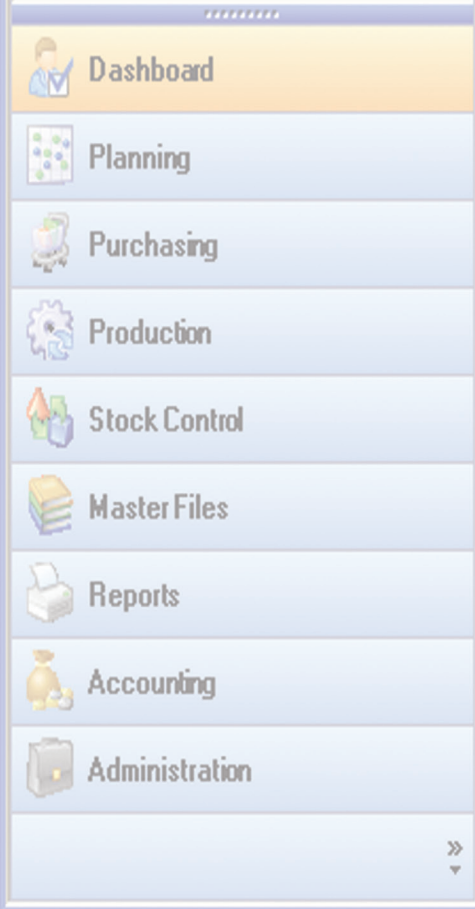 Dashboard
Planning
Purchasing
Production
Stock Control
Master Files
Reports
Accounting
Administration